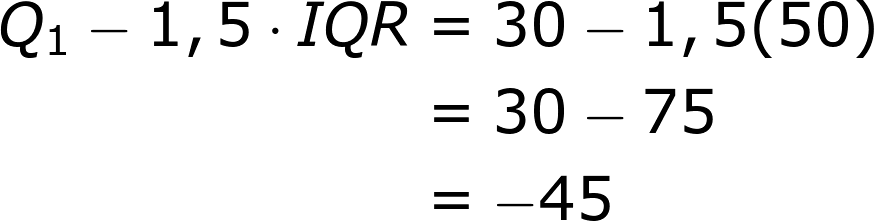 Q₁ − 1,5 · IQR = 30 − 1,5(50)
= 30 − 75
= −45